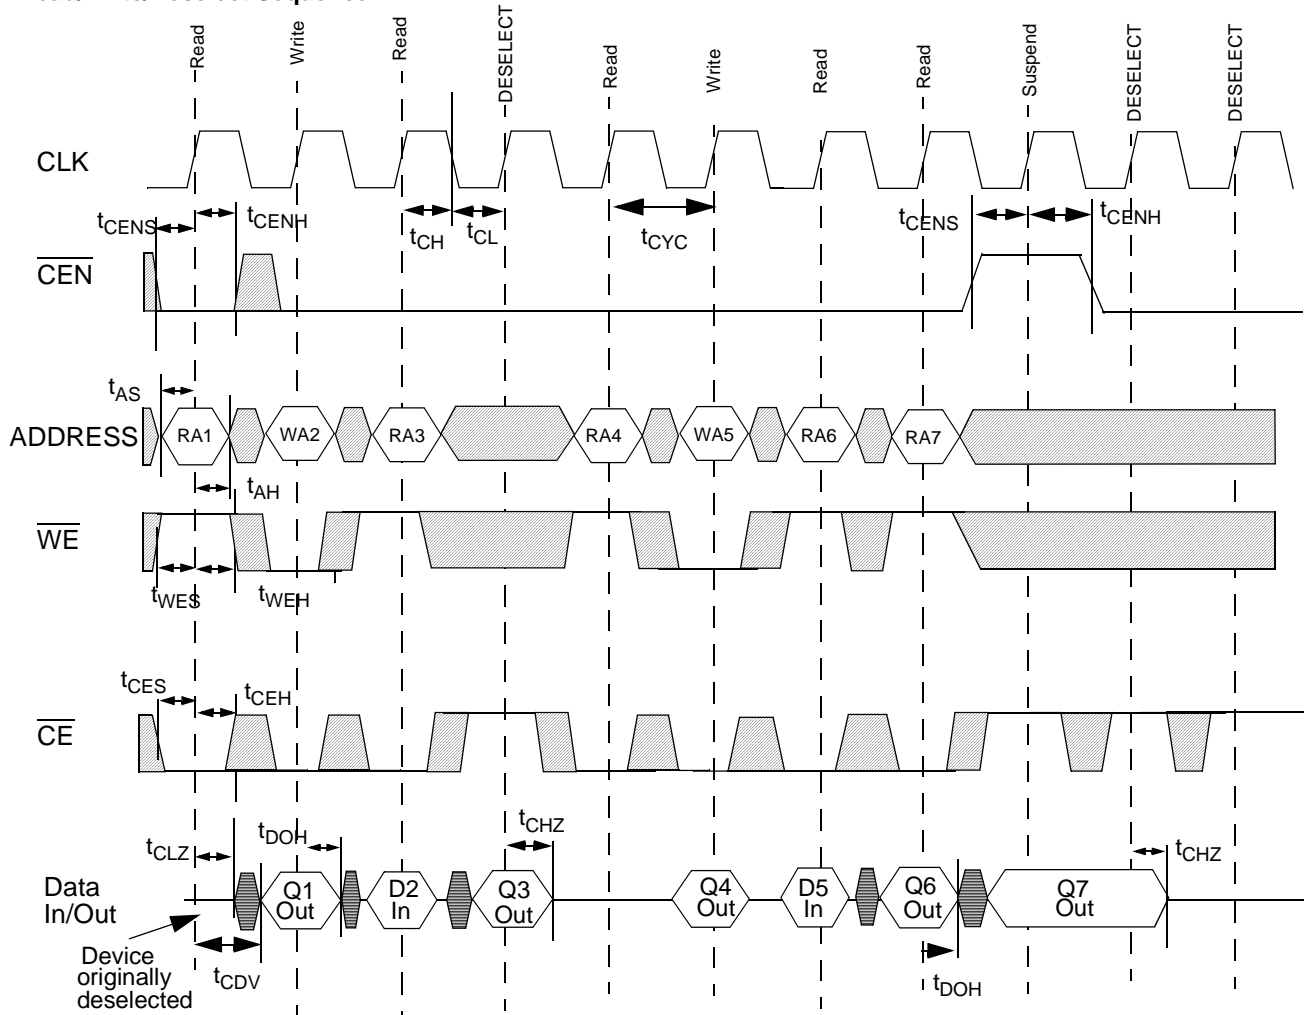 Read
Write
Read
DESELECT
Read
Write
Read
Read
Suspend
DESELECT
DESELECT
CLK
tCENS
tCENH
tCH
tCL
tCYC
tCENS
tCENH
CEN
tAS
ADDRESS
RA1
WA2
RA3
RA4
WA5
RA6
RA7
tAH
WE
tWES
tWEH
tCES
tCEH
CE
tCLZ
tDOH
tCHZ
tCHZ
Data
In/Out
Q1
Out
D2
In
Q3
Out
Q4
Out
D5
In
Q6
Out
Q7
Out
Device
originally
deselected
tCDV
tDOH